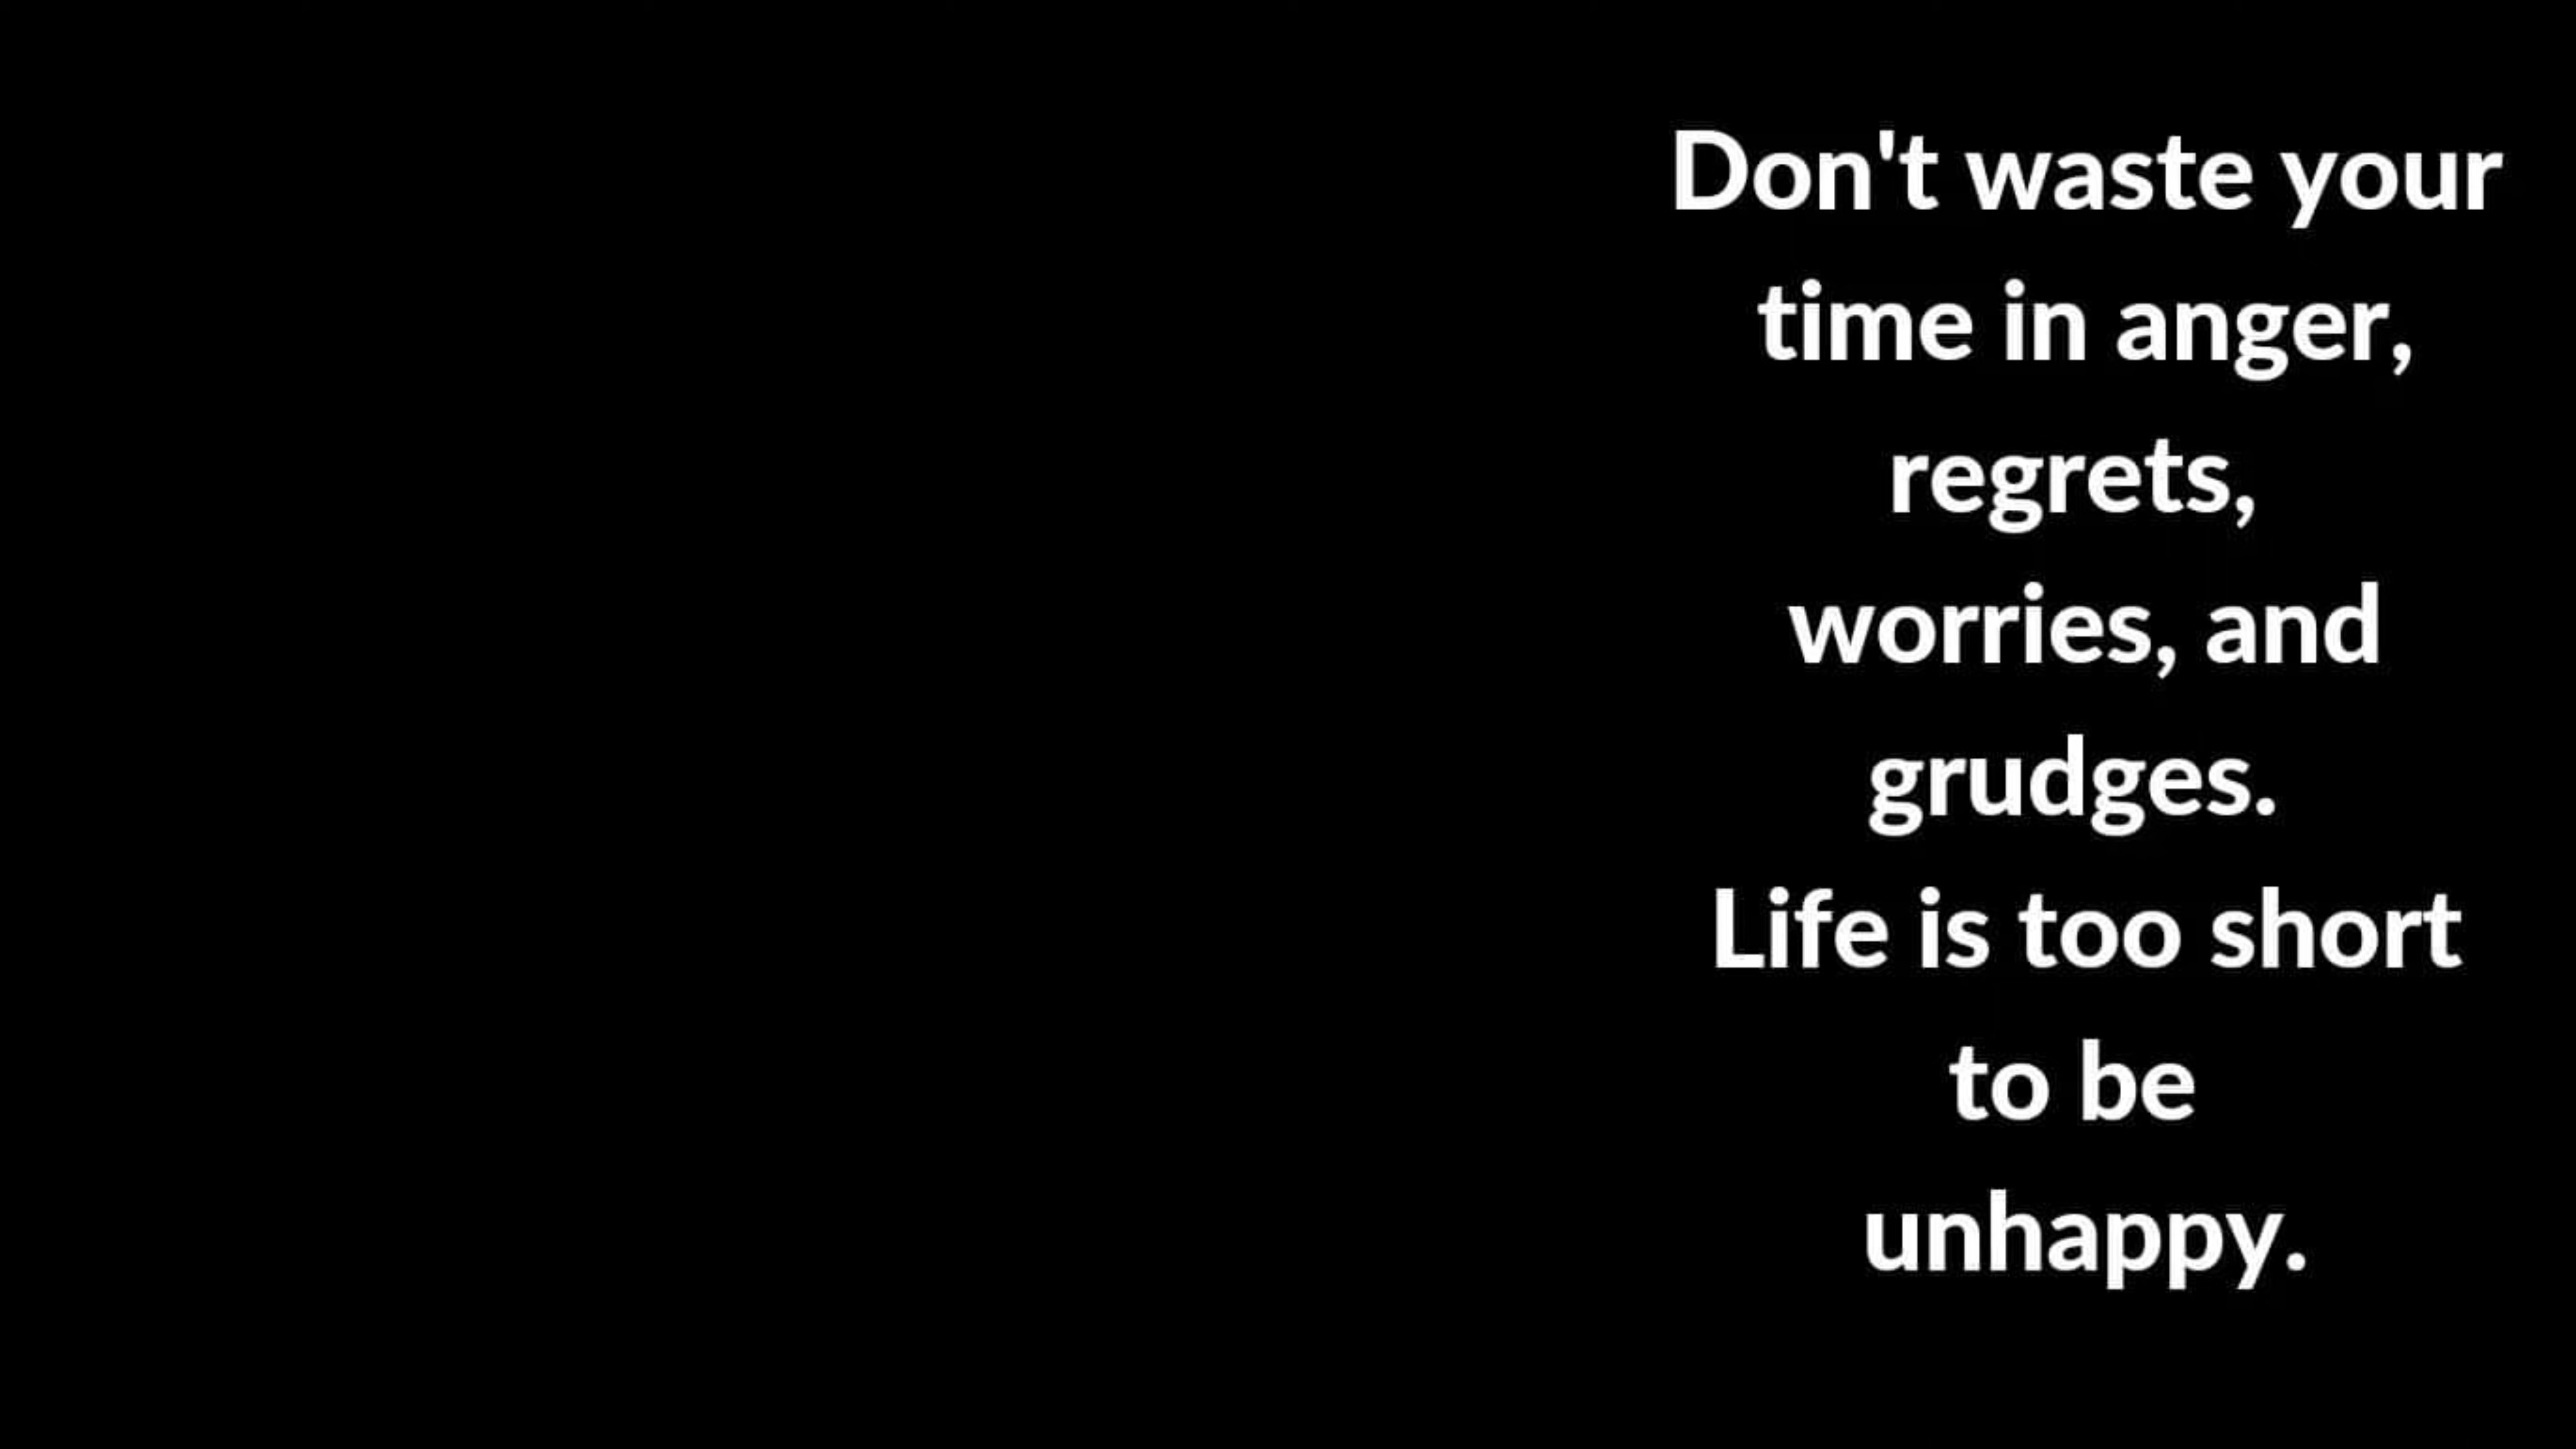 Don't waste your
time in anger,
regrets,
worries, and
grudges.
Life is too short
to be
unhappy.